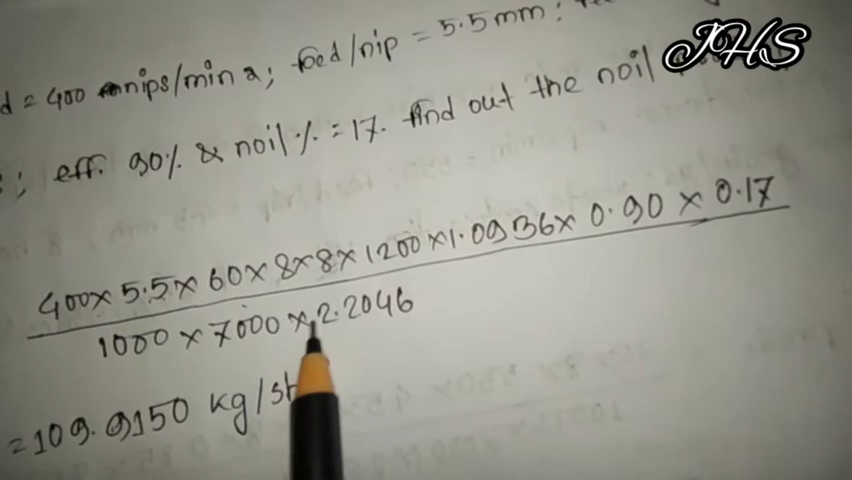 JHS
d = 400 nips/min; feed/nip = 5.5 mm;
; eff. 90% & noil% = 17. find out the noil
400 x 5.5 x 60 x 8 x 8 x 1200 x 1.0936 x 0.90 x 0.17
1000 x 7000 x 2.2046
= 109.9150 kg/sh